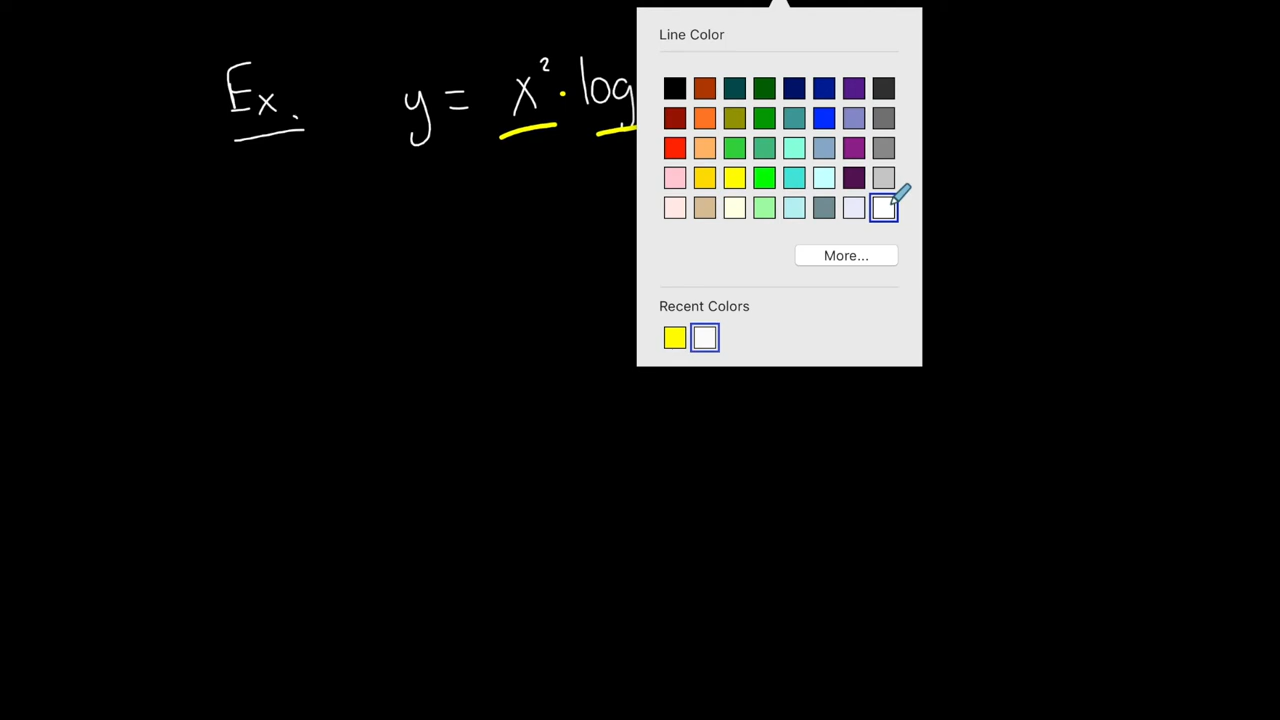 Line Color
Ex. y = x² · log
More...
Recent Colors